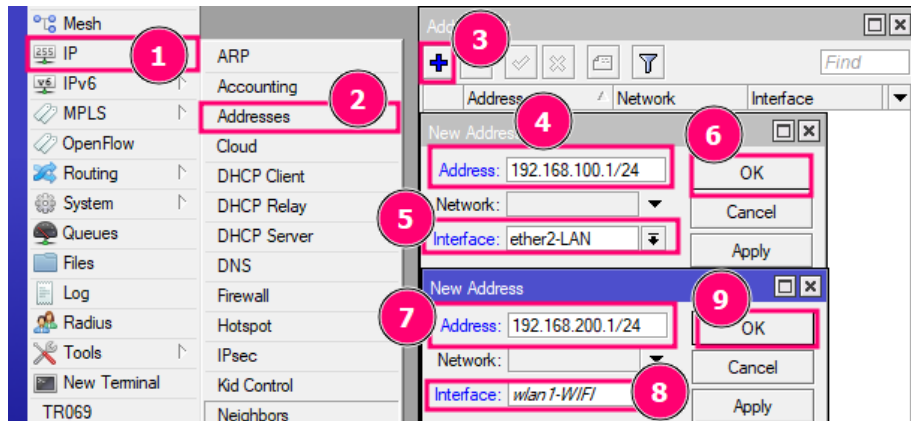 Mesh
IP
IPv6
MPLS
OpenFlow
Routing
System
Queues
Files
Log
Radius
Tools
New Terminal
TR069
1
ARP
Accounting
Addresses
Cloud
DHCP Client
DHCP Relay
DHCP Server
DNS
Firewall
Hotspot
IPsec
Kid Control
Neighbors
2
3
Find
Network Interface
4
Address: 192.168.100.1/24
Network:
5
Interface: ether2-LAN
6
OK
Cancel
Apply
New Address
7
Address: 192.168.200.1/24
Network:
Interface: wlan1-WIFI
8
9
OK
Cancel
Apply
255
v6